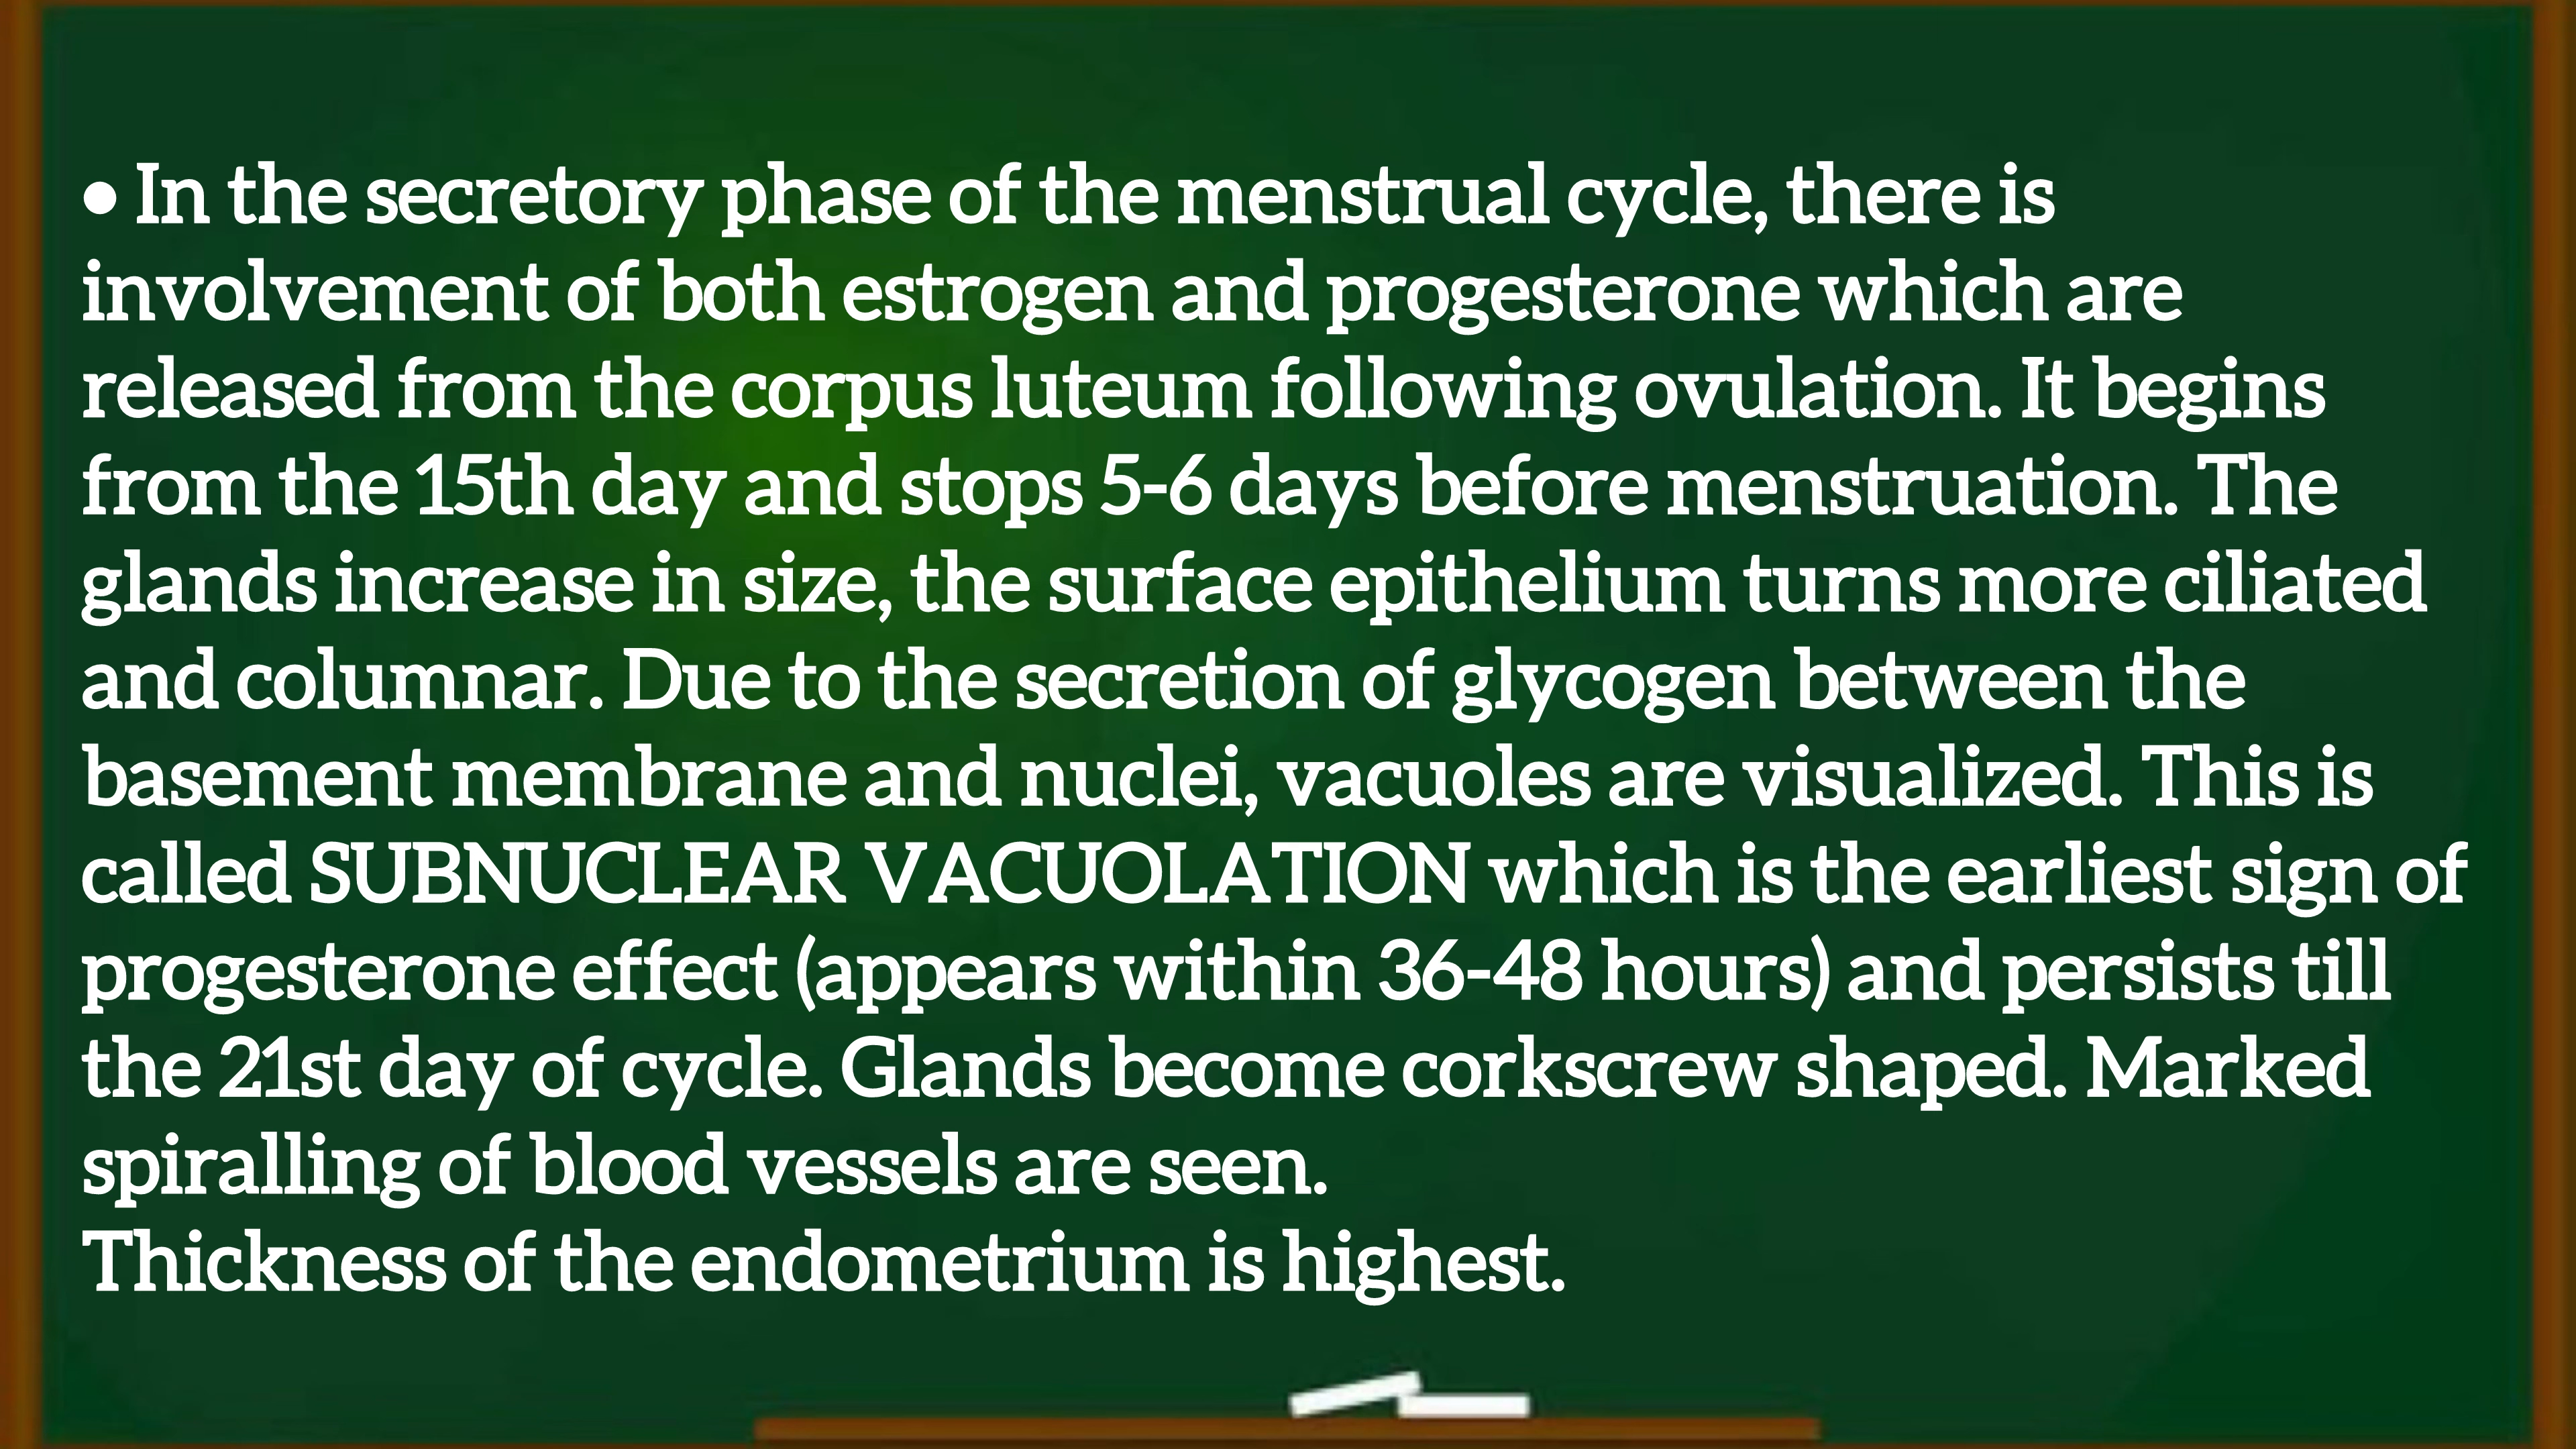 • In the secretory phase of the menstrual cycle, there is
involvement of both estrogen and progesterone which are
released from the corpus luteum following ovulation. It begins
from the 15th day and stops 5-6 days before menstruation. The
glands increase in size, the surface epithelium turns more ciliated
and columnar. Due to the secretion of glycogen between the
basement membrane and nuclei, vacuoles are visualized. This is
called SUBNUCLEAR VACUOLATION which is the earliest sign of
progesterone effect (appears within 36-48 hours) and persists till
the 21st day of cycle. Glands become corkscrew shaped. Marked
spiralling of blood vessels are seen.
Thickness of the endometrium is highest.